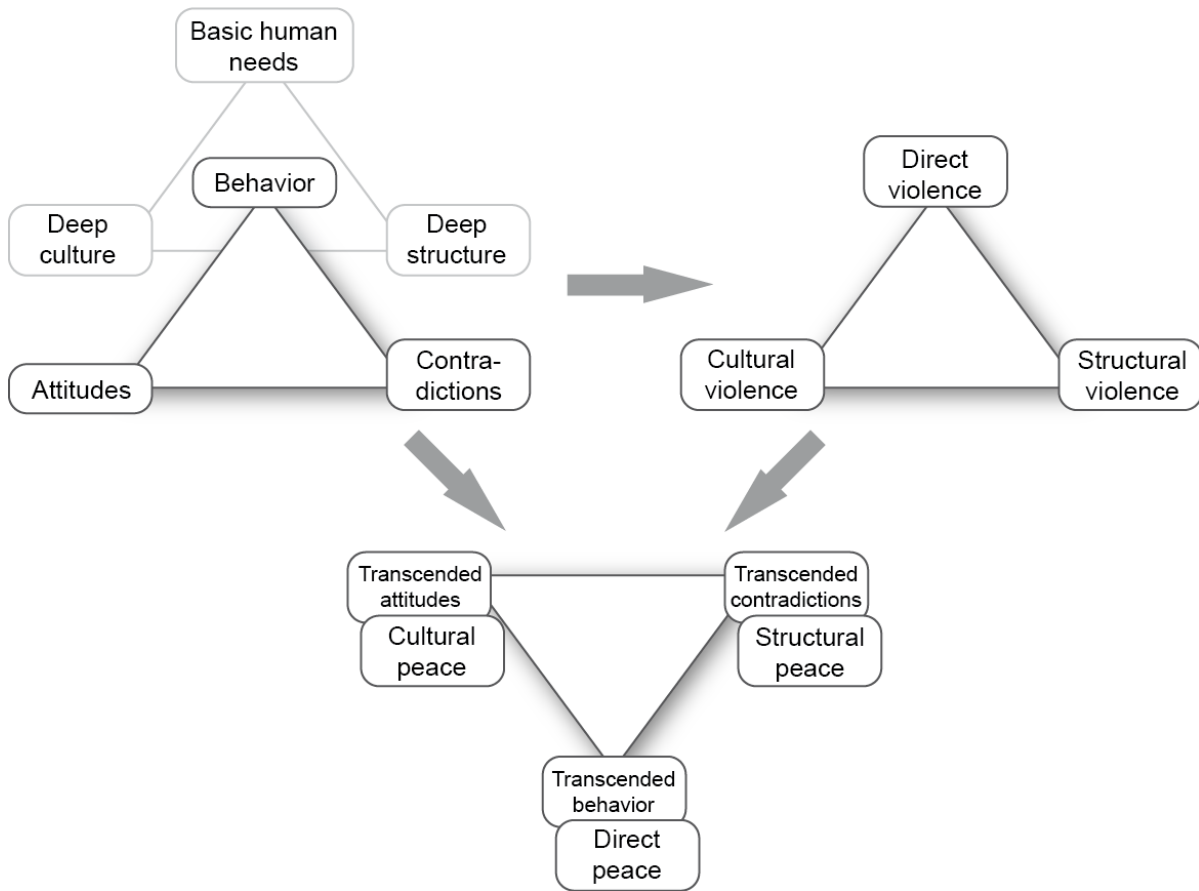 Basic human
needs
Behavior
Deep
culture
Deep
structure
Attitudes
Contra-
dictions
Direct
violence
Cultural
violence
Structural
violence
Transcended
attitudes
Cultural
peace
Transcended
contradictions
Structural
peace
Transcended
behavior
Direct
peace